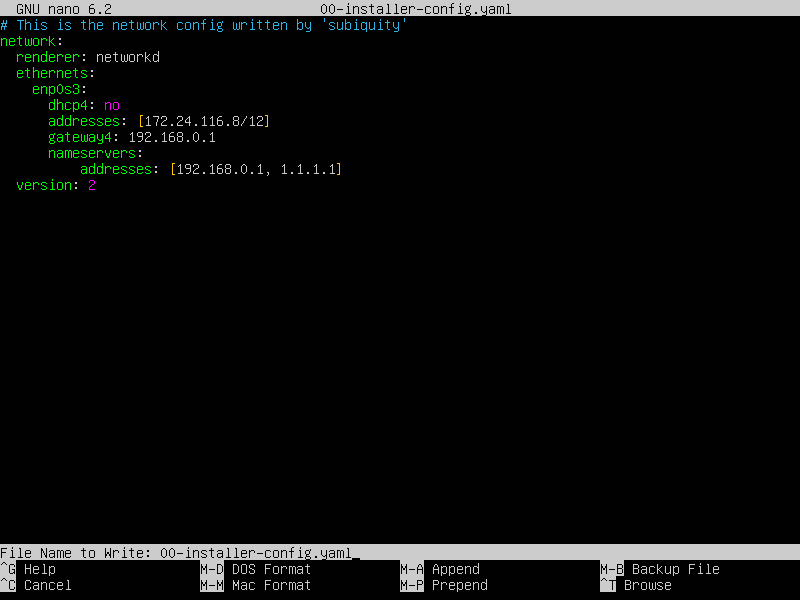 GNU nano 6.2 00-installer-config.yaml
# This is the network config written by 'subiquity'
network:
  renderer: networkd
  ethernets:
    enp0s3:
      dhcp4: no
      addresses: [172.24.116.8/12]
      gateway4: 192.168.0.1
      nameservers:
          addresses: [192.168.0.1, 1.1.1.1]
  version: 2
File Name to Write: 00-installer-config.yaml_
^G Help M-D DOS Format M-A Append M-B Backup File
^C Cancel M-M Mac Format M-P Prepend ^T Browse